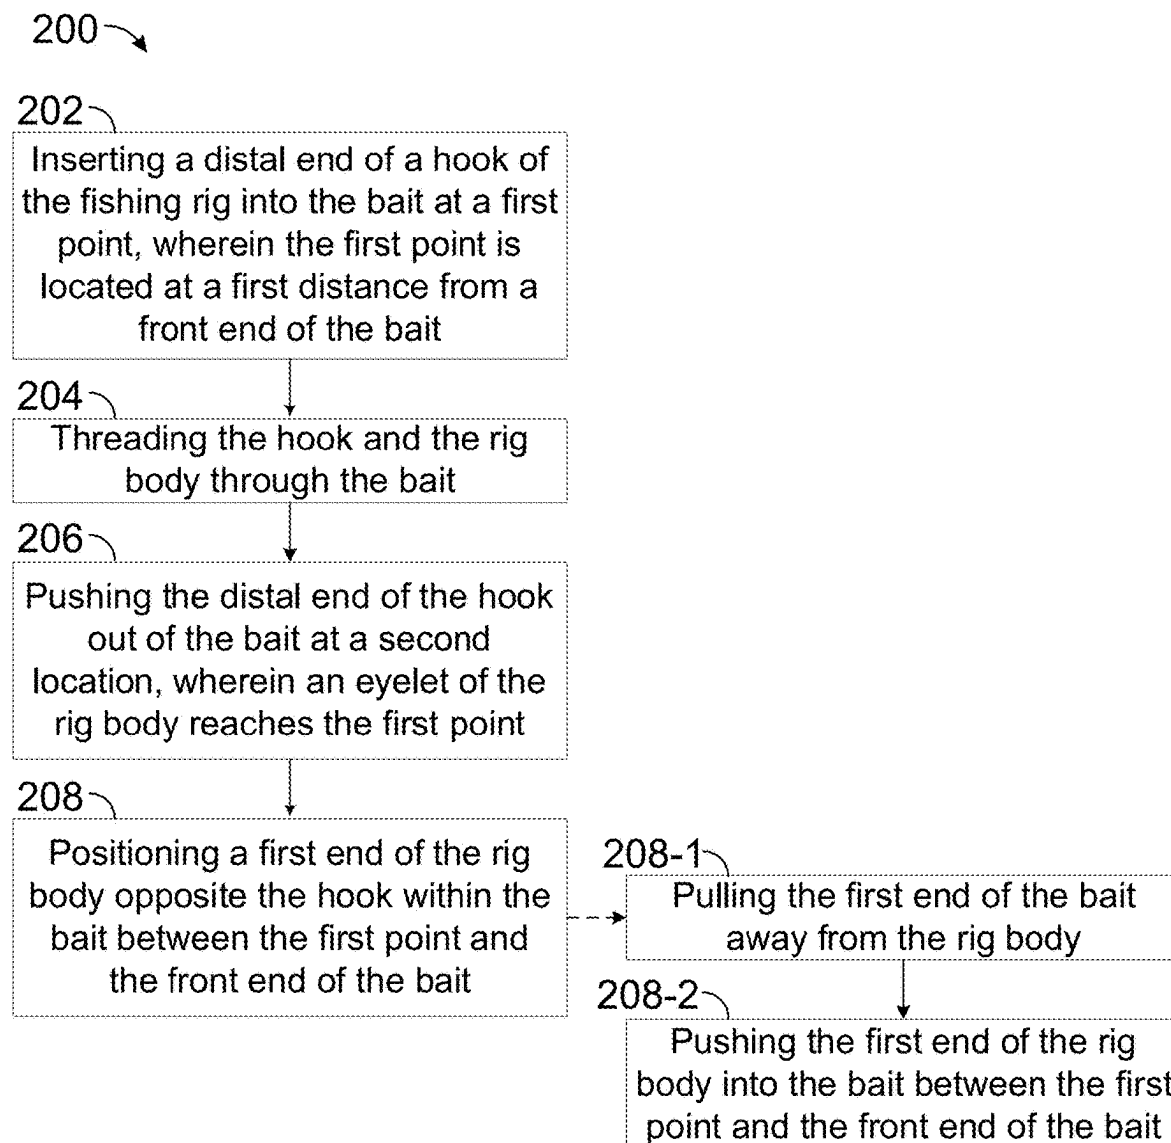 200
202
Inserting a distal end of a hook of
the fishing rig into the bait at a first
point, wherein the first point is
located at a first distance from a
front end of the bait
204
Threading the hook and the rig
body through the bait
206
Pushing the distal end of the hook
out of the bait at a second
location, wherein an eyelet of the
rig body reaches the first point
208
Positioning a first end of the rig
body opposite the hook within the
bait between the first point and
the front end of the bait
208-1
Pulling the first end of the bait
away from the rig body
208-2
Pushing the first end of the rig
body into the bait between the first
point and the front end of the bait